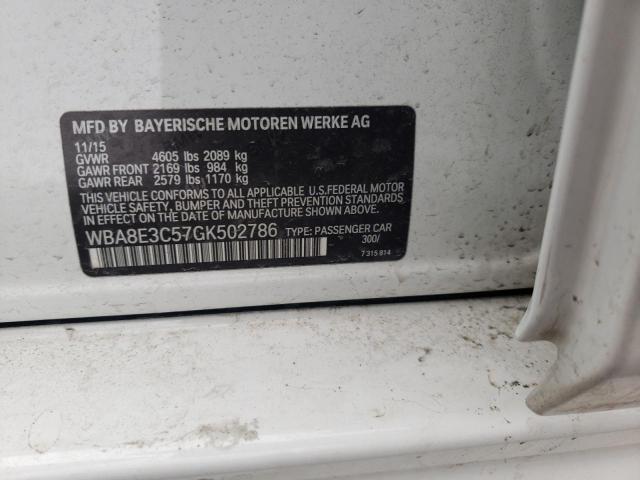 MFD BY BAYERISCHE MOTOREN WERKE AG
11/15
GVWR 4605 lbs 2089 kg
GAWR FRONT 2169 lbs 984 kg
GAWR REAR 2579 lbs 1170 kg
THIS VEHICLE CONFORMS TO ALL APPLICABLE U.S. FEDERAL MOTOR
VEHICLE SAFETY, BUMPER AND THEFT PREVENTION STANDARDS
IN EFFECT ON THE DATE OF MANUFACTURE SHOWN ABOVE.
WBA8E3C57GK502786 TYPE: PASSENGER CAR
300/
7 315 814